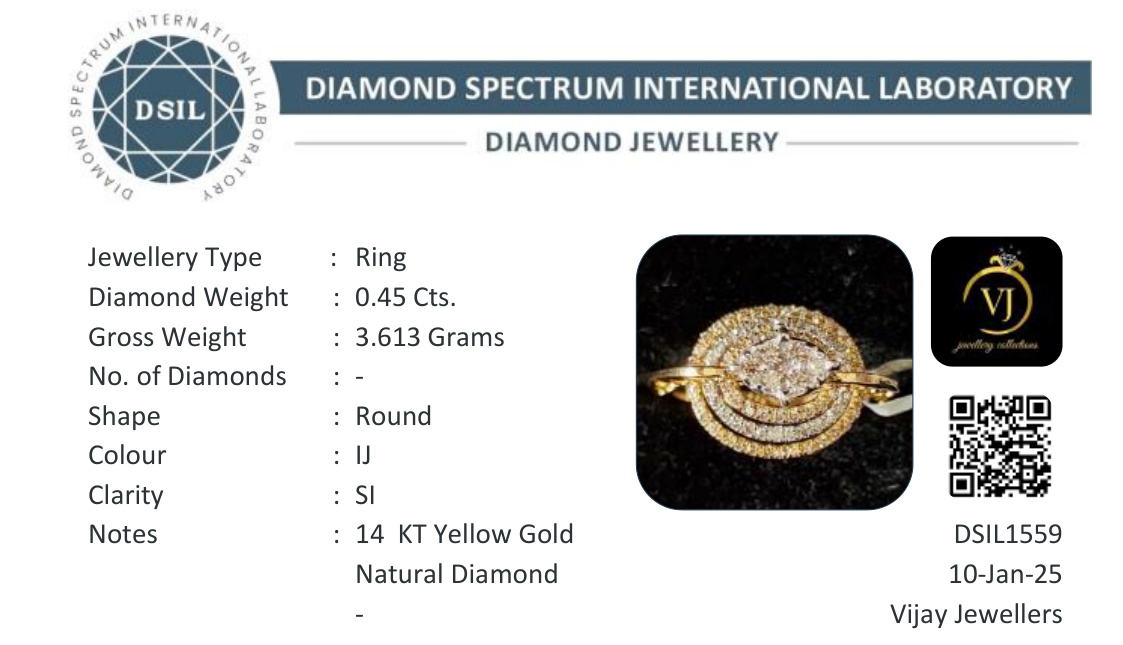 DIAMOND SPECTRUM INTERNATIONAL LABORATORY
DSIL
DIAMOND SPECTRUM INTERNATIONAL LABORATORY
DIAMOND JEWELLERY
Jewellery Type : Ring
Diamond Weight : 0.45 Cts.
Gross Weight : 3.613 Grams
No. of Diamonds : -
Shape : Round
Colour : IJ
Clarity : SI
Notes : 14 KT Yellow Gold
Natural Diamond
-
VJ
jewellery collections
DSIL1559
10-Jan-25
Vijay Jewellers